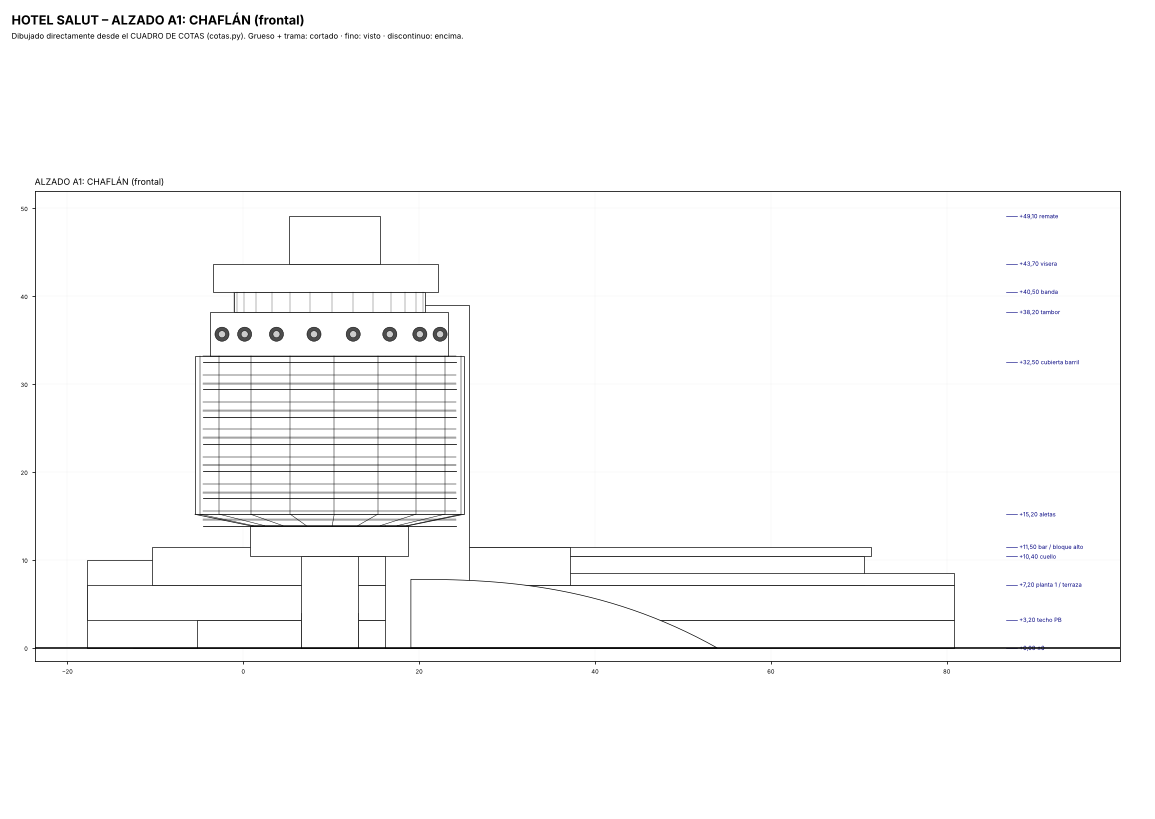 HOTEL SALUT – ALZADO A1: CHAFLÁN (frontal)
Dibujado directamente desde el CUADRO DE COTAS (cotas.py). Grueso + trama: cortado · fino: visto · discontinuo: encima.
ALZADO A1: CHAFLÁN (frontal)
50
+49,10 remate
+43,70 visera
+40,50 banda
40
+38,20 tambor
+32,50 cubierta barril
30
20
+15,20 aletas
+11,50 bar / bloque alto
+10,40 cuello
10
+7,20 planta 1 / terraza
+3,20 techo PB
0
−20
0
20
40
60
80